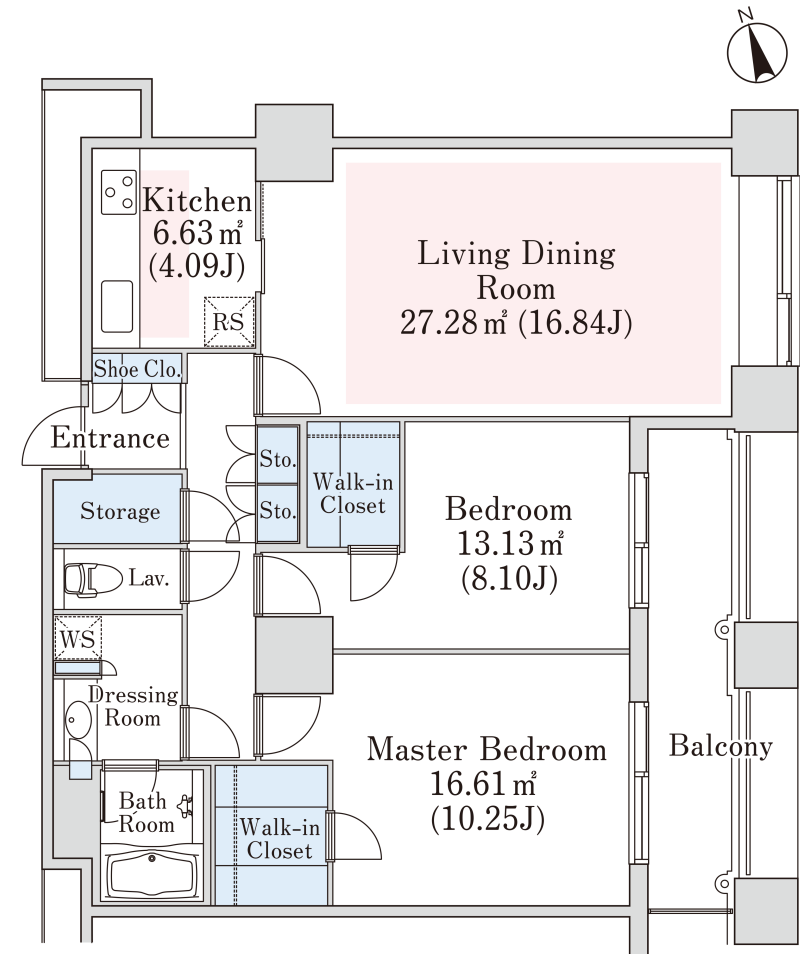 N
Kitchen
6.63㎡
(4.09J)
RS
Living Dining
Room
27.28㎡ (16.84J)
Shoe Clo.
Entrance
Storage
Sto.
Sto.
Walk-in
Closet
Bedroom
13.13㎡
(8.10J)
Lav.
WS
Dressing
Room
Master Bedroom
16.61㎡
(10.25J)
Balcony
Bath
Room
Walk-in
Closet